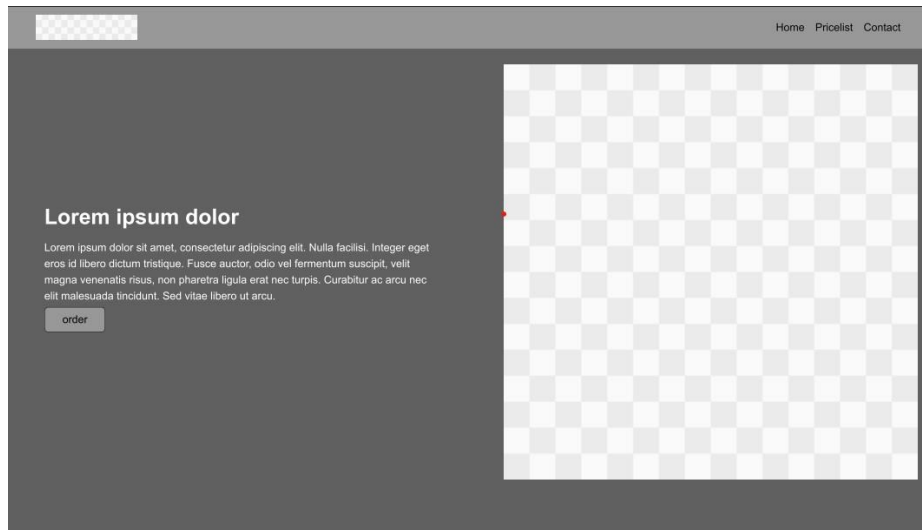 Home Pricelist Contact
Lorem ipsum dolor
Lorem ipsum dolor sit amet, consectetur adipiscing elit. Nulla facilisi. Integer eget
eros id libero dictum tristique. Fusce auctor, odio vel fermentum suscipit, velit
magna venenatis risus, non pharetra ligula erat nec turpis. Curabitur ac arcu nec
elit malesuada tincidunt. Sed vitae libero ut arcu.
order